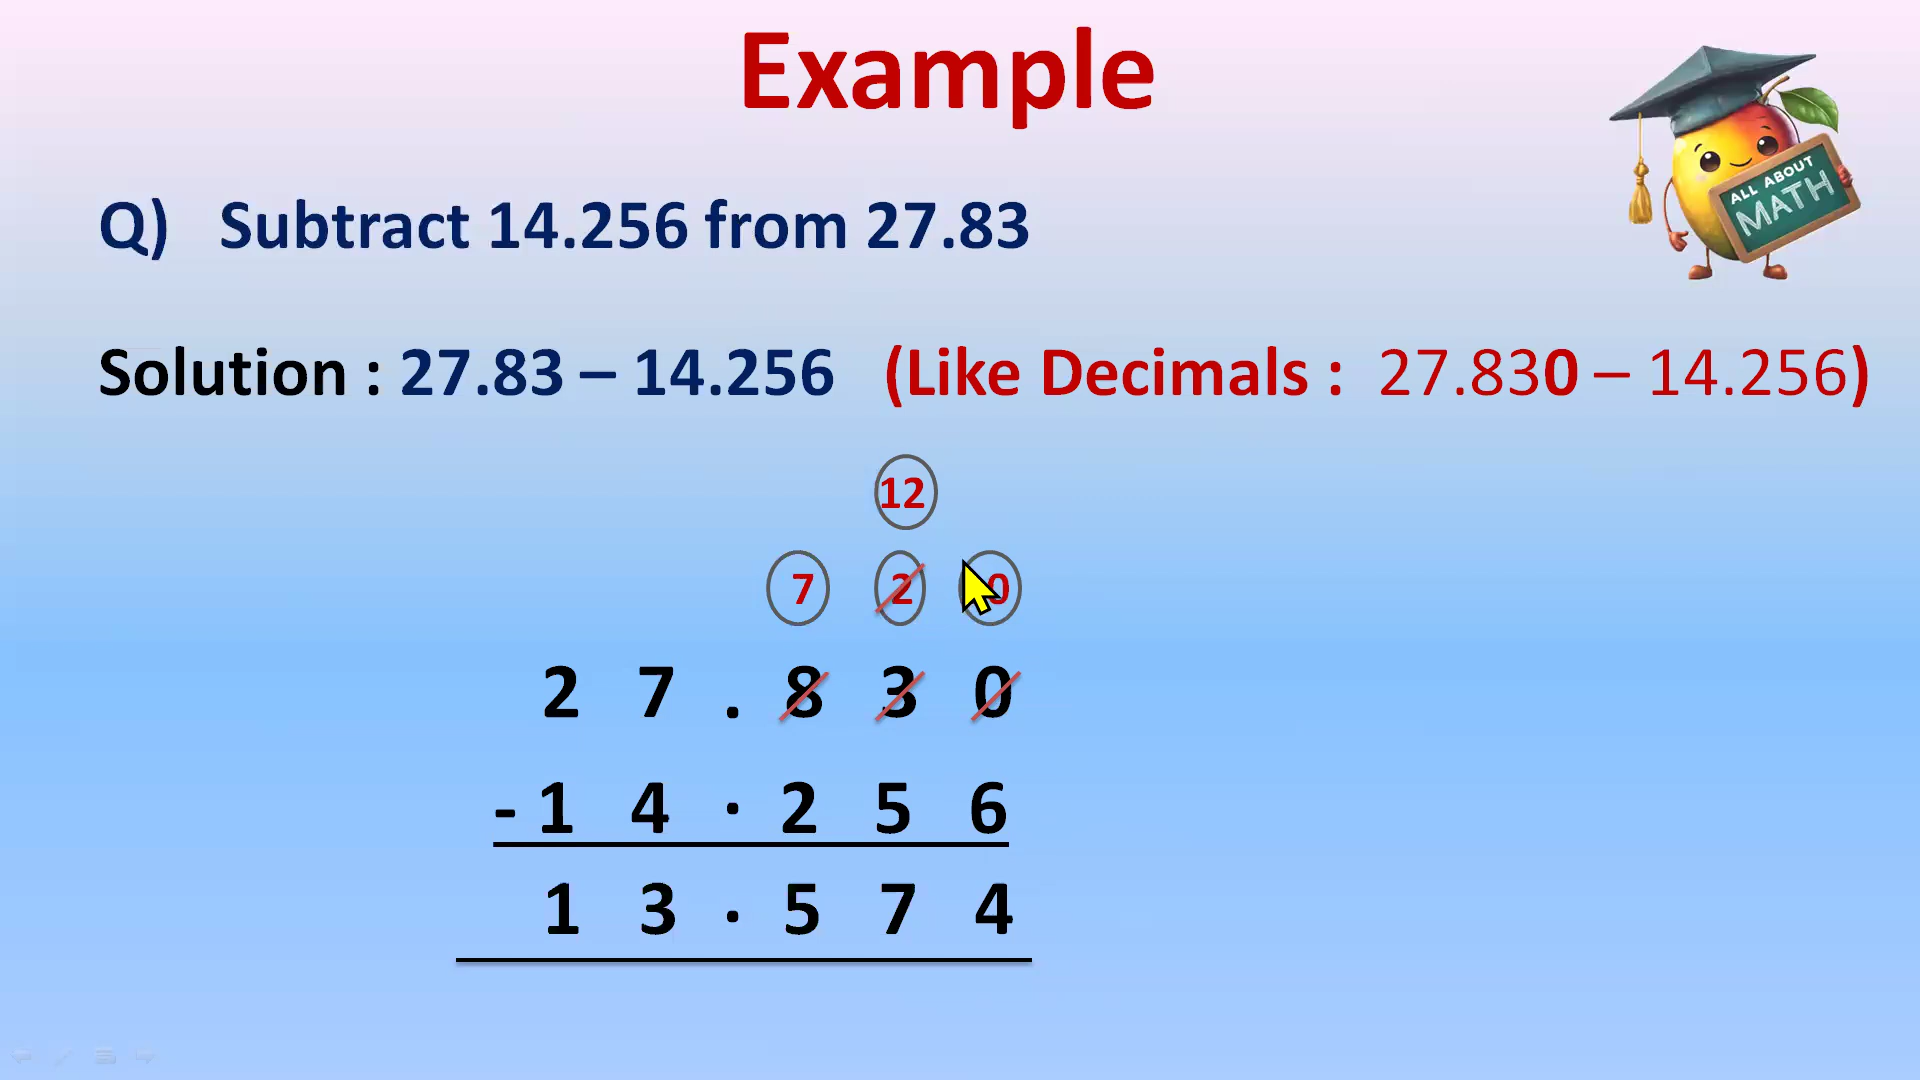 Example
ALL ABOUT
MATH
Q) Subtract 14.256 from 27.83
Solution : 27.83 – 14.256 (Like Decimals : 27.830 – 14.256)
12
7 2 0
2 7 . 8 3 0
- 1 4 . 2 5 6
1 3 . 5 7 4